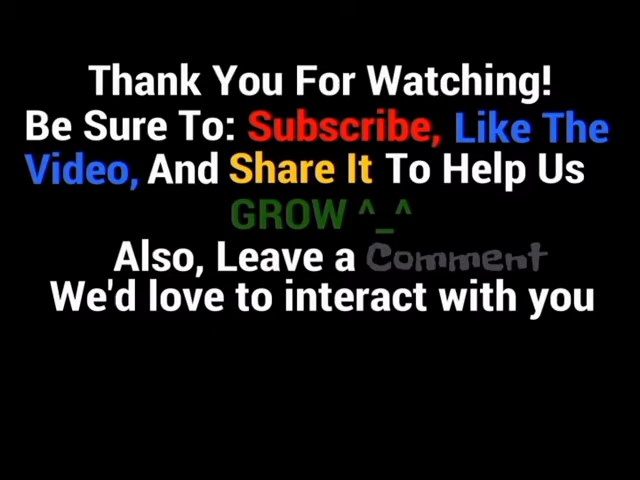 Thank You For Watching!
Be Sure To: Subscribe, Like The
Video, And Share It To Help Us
GROW ^_^
Also, Leave a Comment
We'd love to interact with you